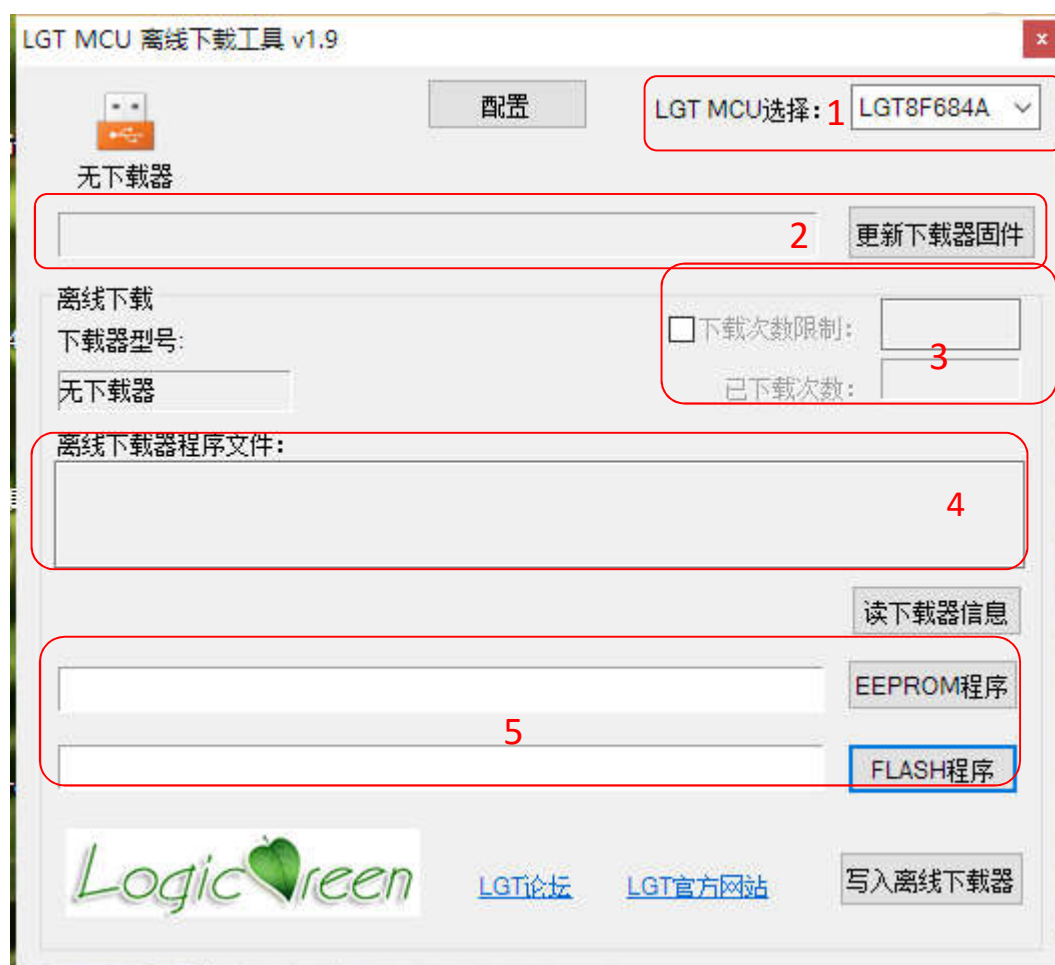 LGT MCU 离线下载工具 v1.9
x
配置
LGT MCU选择：
1
LGT8F684A
无下载器
2
更新下载器固件
离线下载
下载器型号:
下载次数限制：
3
无下载器
已下载次数：
离线下载器程序文件：
4
读下载器信息
EEPROM程序
5
FLASH程序
LogicGreen
LGT论坛
LGT官方网站
写入离线下载器